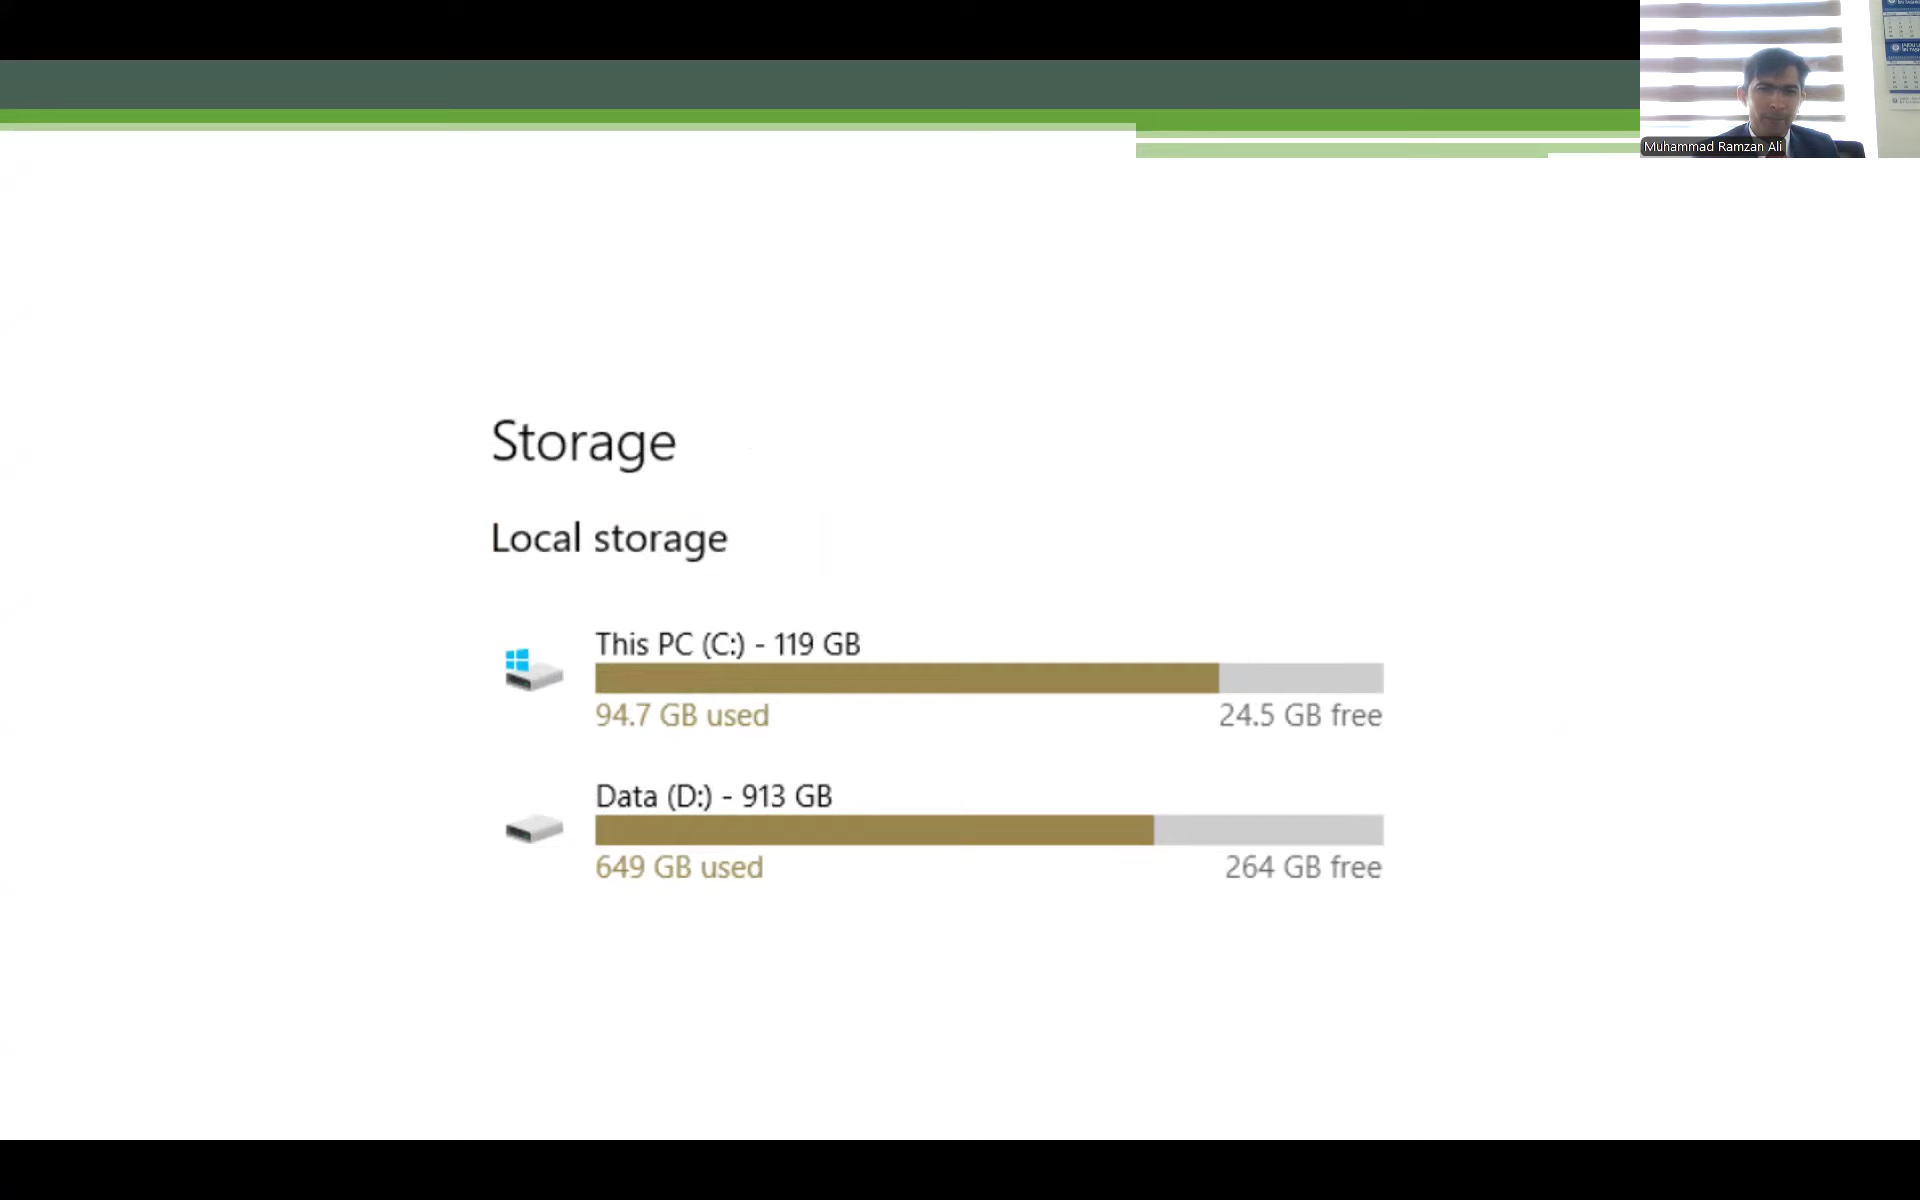 Muhammad Ramzan Ali
Storage
Local storage
This PC (C:) - 119 GB
94.7 GB used
24.5 GB free
Data (D:) - 913 GB
649 GB used
264 GB free